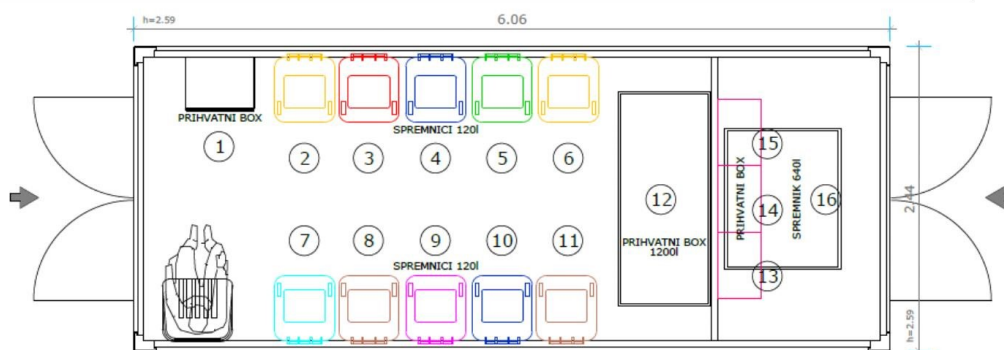 h=2.59
6.06
PRIHVATNI BOX
1
SPREMNICI 120l
2
3
4
5
6
7
8
9
10
11
SPREMNICI 120l
12
PRIHVATNI BOX
1200l
PRIHVATNI BOX
15
14
13
SPREMNIK 640l
16
2.44
h=2.59